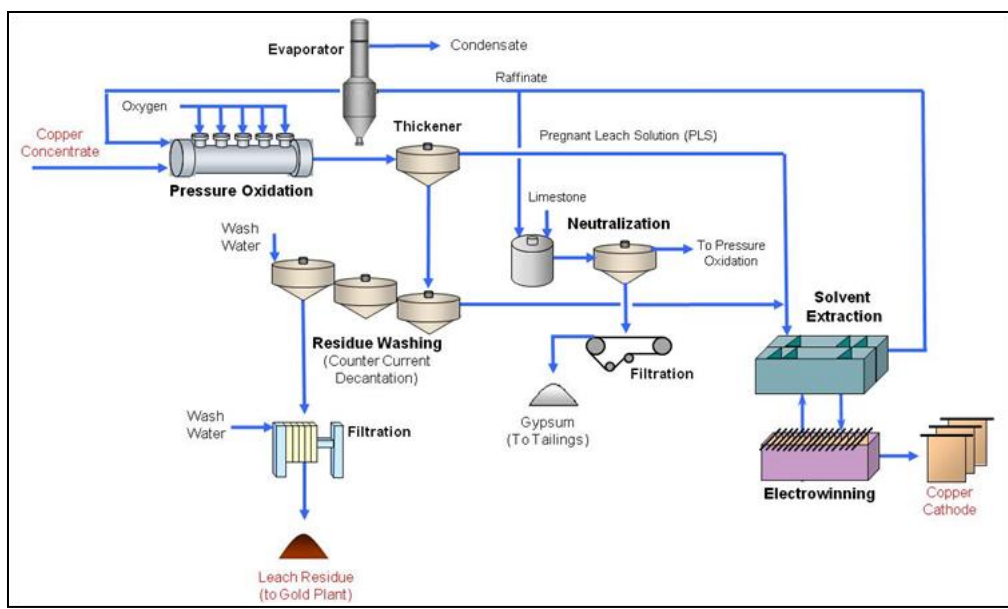 Evaporator
Condensate
Raffinate
Oxygen
Copper
Concentrate
Thickener
Pregnant Leach Solution (PLS)
Pressure Oxidation
Limestone
Wash
Water
Neutralization
To Pressure
Oxidation
Solvent
Extraction
Residue Washing
(Counter Current
Decantation)
Filtration
Wash
Water
Filtration
Gypsum
(To Tailings)
Electrowinning
Copper
Cathode
Leach Residue
(to Gold Plant)